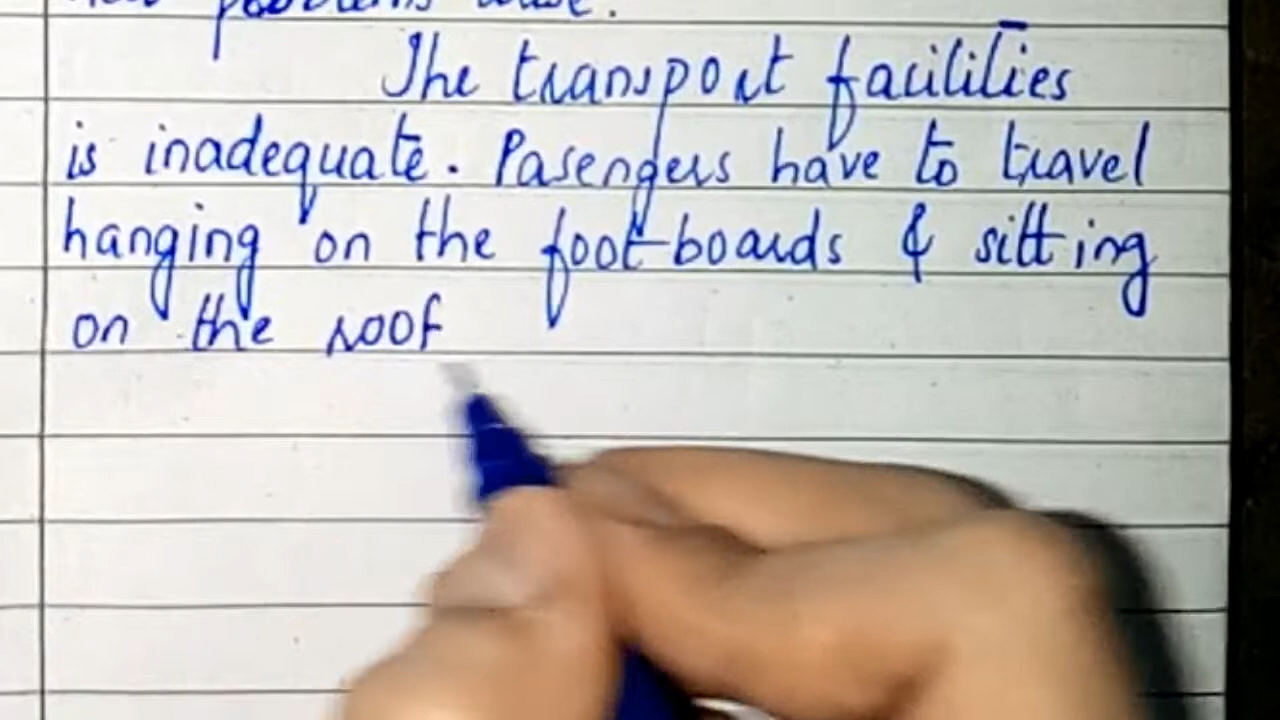 The transport facilities
is inadequate. Pasengers have to travel
hanging on the foot-boards & sitting
on the roof